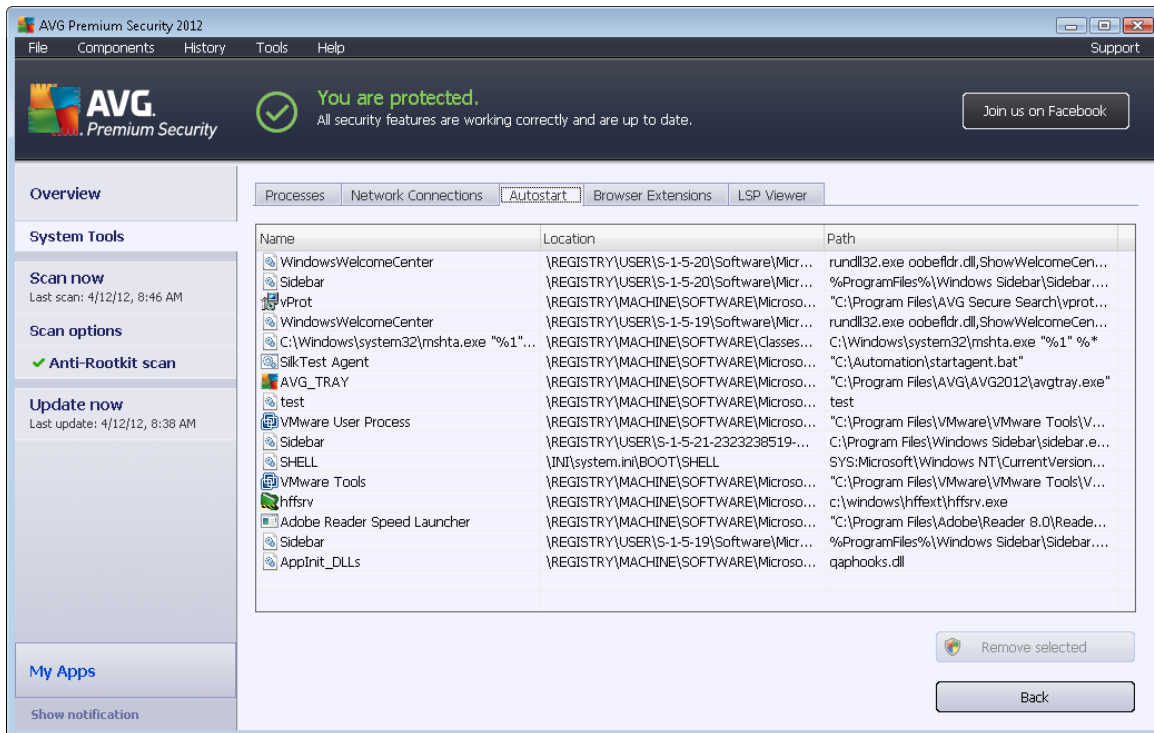 AVG Premium Security 2012
File Components History Tools Help Support
AVG.
Premium Security
You are protected.
All security features are working correctly and are up to date.
Join us on Facebook
Overview
System Tools
Scan now
Last scan: 4/12/12, 8:46 AM
Scan options
Anti-Rootkit scan
Update now
Last update: 4/12/12, 8:38 AM
My Apps
Show notification
Processes Network Connections Autostart Browser Extensions LSP Viewer
Name Location Path
WindowsWelcomeCenter \REGISTRY\USER\S-1-5-20\Software\Micr... rundll32.exe oobefldr.dll,ShowWelcomeCen...
Sidebar \REGISTRY\USER\S-1-5-20\Software\Micr... %ProgramFiles%\Windows Sidebar\Sidebar....
vProt \REGISTRY\MACHINE\SOFTWARE\Microso... "C:\Program Files\AVG Secure Search\vprot...
WindowsWelcomeCenter \REGISTRY\USER\S-1-5-19\Software\Micr... rundll32.exe oobefldr.dll,ShowWelcomeCen...
C:\Windows\system32\mshta.exe "%1"... \REGISTRY\MACHINE\SOFTWARE\Classes... C:\Windows\system32\mshta.exe "%1" %*
SilkTest Agent \REGISTRY\MACHINE\SOFTWARE\Microso... "C:\Automation\startagent.bat"
AVG_TRAY \REGISTRY\MACHINE\SOFTWARE\Microso... "C:\Program Files\AVG\AVG2012\avgtray.exe"
test \REGISTRY\MACHINE\SOFTWARE\Microso... test
VMware User Process \REGISTRY\MACHINE\SOFTWARE\Microso... "C:\Program Files\VMware\VMware Tools\V...
Sidebar \REGISTRY\USER\S-1-5-21-2323238519-... C:\Program Files\Windows Sidebar\sidebar.e...
SHELL \INI\system.ini\BOOT\SHELL SYS:Microsoft\Windows NT\CurrentVersion...
VMware Tools \REGISTRY\MACHINE\SOFTWARE\Microso... "C:\Program Files\VMware\VMware Tools\V...
hffsrv \REGISTRY\MACHINE\SOFTWARE\Microso... c:\windows\hffext\hffsrv.exe
Adobe Reader Speed Launcher \REGISTRY\MACHINE\SOFTWARE\Microso... "C:\Program Files\Adobe\Reader 8.0\Reade...
Sidebar \REGISTRY\USER\S-1-5-19\Software\Micr... %ProgramFiles%\Windows Sidebar\Sidebar....
AppInit_DLLs \REGISTRY\MACHINE\SOFTWARE\Microso... qaphooks.dll
Remove selected
Back